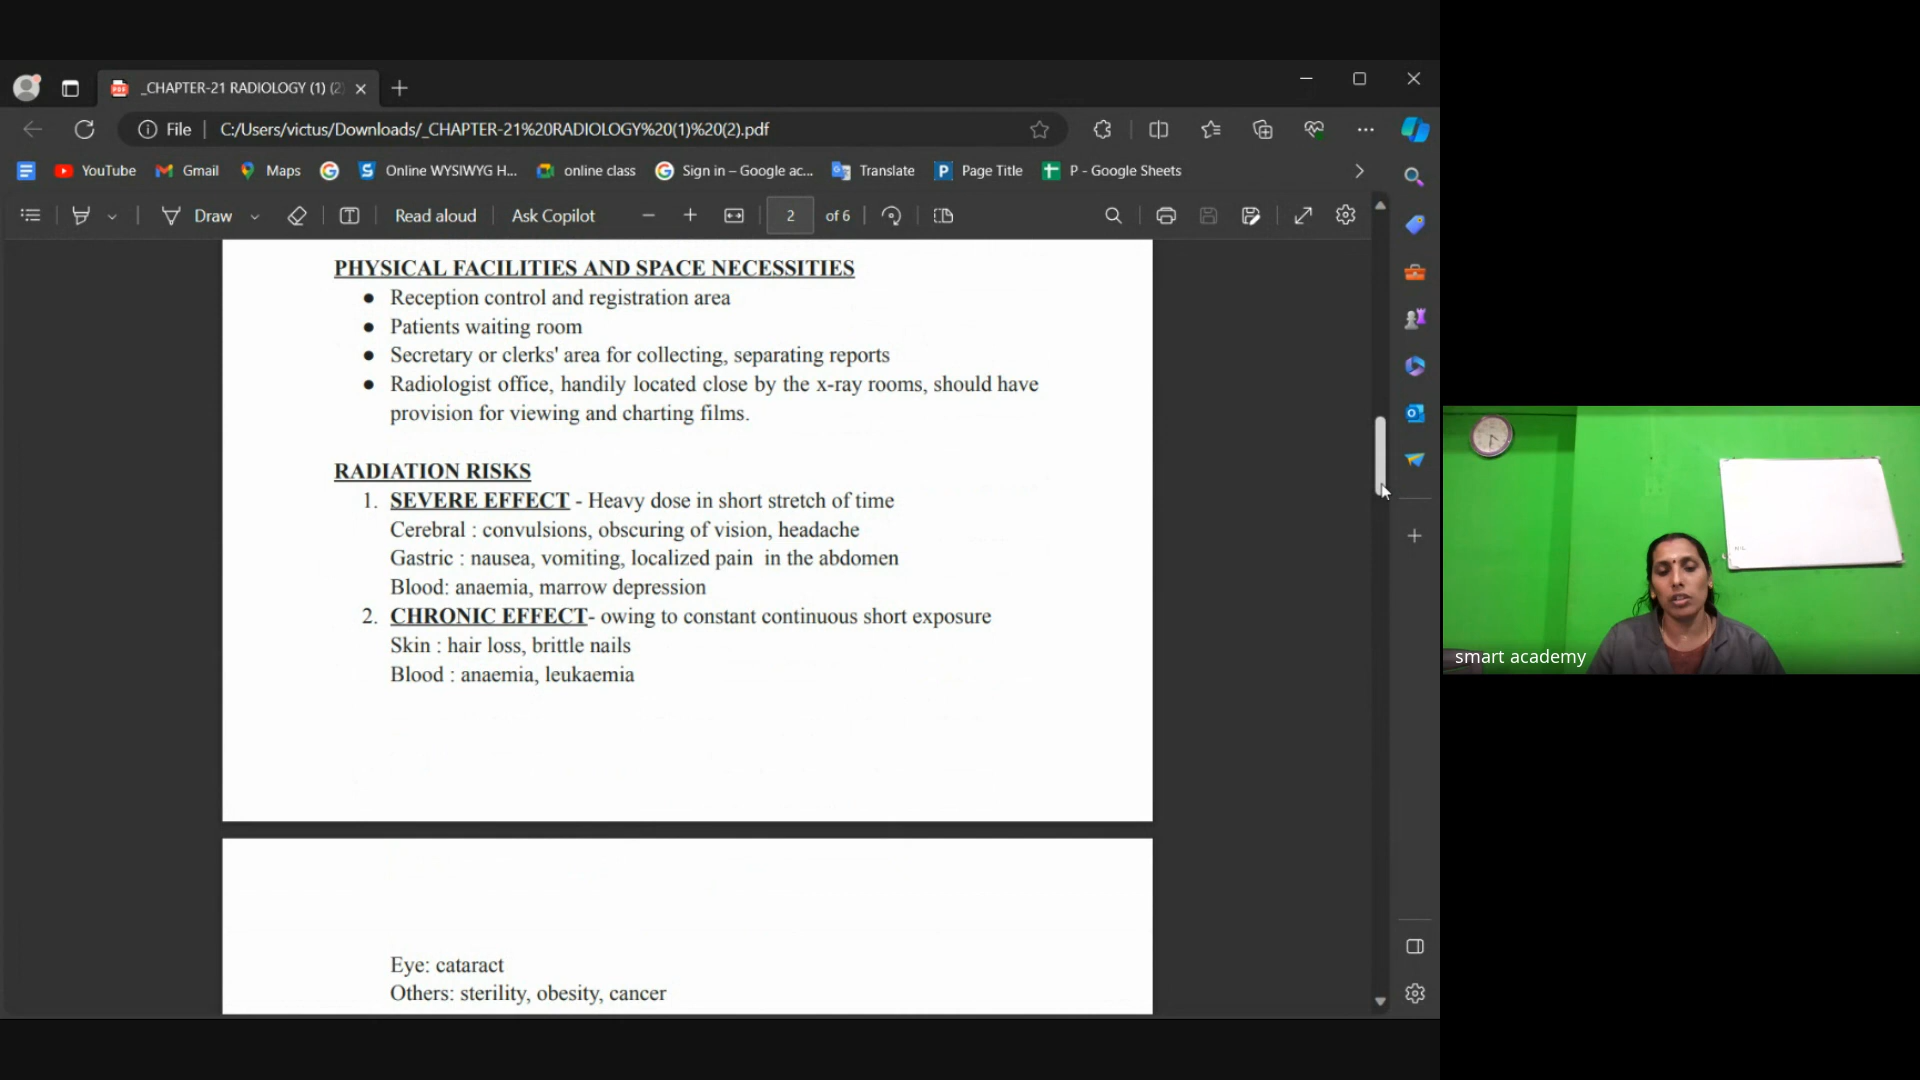 _CHAPTER-21 RADIOLOGY (1) (2)
File
C:/Users/victus/Downloads/_CHAPTER-21%20RADIOLOGY%20(1)%20(2).pdf
YouTube Gmail Maps Online WYSIWYG H... online class Sign in – Google ac... Translate Page Title P - Google Sheets
Draw Read aloud Ask Copilot 2 of 6
PHYSICAL FACILITIES AND SPACE NECESSITIES
● Reception control and registration area
● Patients waiting room
● Secretary or clerks' area for collecting, separating reports
● Radiologist office, handily located close by the x-ray rooms, should have
provision for viewing and charting films.
RADIATION RISKS
1. SEVERE EFFECT - Heavy dose in short stretch of time
Cerebral : convulsions, obscuring of vision, headache
Gastric : nausea, vomiting, localized pain in the abdomen
Blood: anaemia, marrow depression
2. CHRONIC EFFECT- owing to constant continuous short exposure
Skin : hair loss, brittle nails
Blood : anaemia, leukaemia
Eye: cataract
Others: sterility, obesity, cancer
smart academy